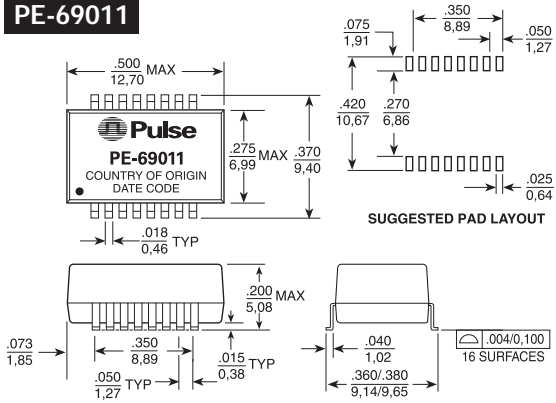 PE-69011
.500
12,70
MAX
Pulse
PE-69011
COUNTRY OF ORIGIN
DATE CODE
.275
6,99
MAX
.370
9,40
.018
0,46
TYP
.350
8,89
.075
1,91
.050
1,27
.420
10,67
.270
6,86
.025
0,64
SUGGESTED PAD LAYOUT
.200
5,08
MAX
.073
1,85
.350
8,89
.015
0,38
TYP
.050
1,27
TYP
.040
1,02
.360/.380
9,14/9,65
.004/0,100
16 SURFACES